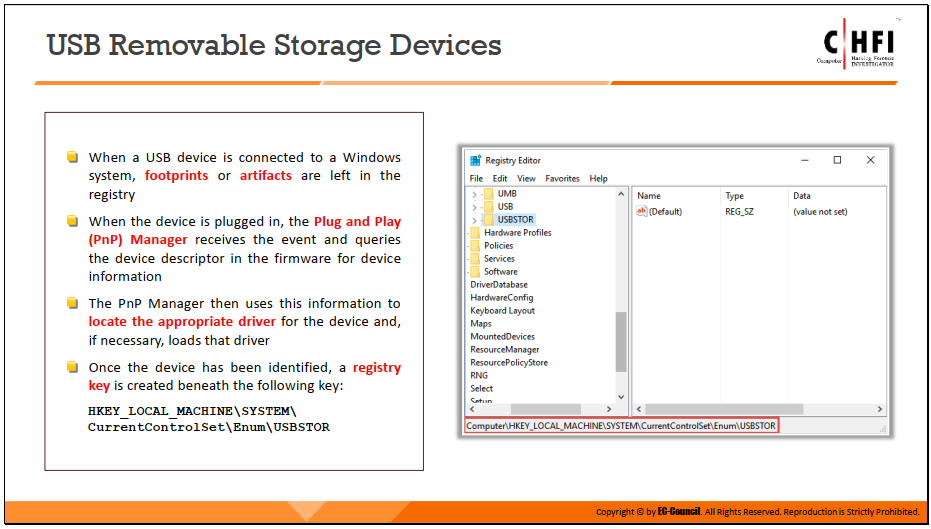 USB Removable Storage Devices
CHFI
Computer Hacking Forensic
INVESTIGATOR
When a USB device is connected to a Windows
system, footprints or artifacts are left in the
registry
When the device is plugged in, the Plug and Play
(PnP) Manager receives the event and queries
the device descriptor in the firmware for device
information
The PnP Manager then uses this information to
locate the appropriate driver for the device and,
if necessary, loads that driver
Once the device has been identified, a registry
key is created beneath the following key:
HKEY_LOCAL_MACHINE\SYSTEM\
CurrentControlSet\Enum\USBSTOR
Registry Editor
File Edit View Favorites Help
UMB
USB
USBSTOR
Hardware Profiles
Policies
Services
Software
DriverDatabase
HardwareConfig
Keyboard Layout
Maps
MountedDevices
ResourceManager
ResourcePolicyStore
RNG
Select
Setup
Name Type Data
ab (Default) REG_SZ (value not set)
Computer\HKEY_LOCAL_MACHINE\SYSTEM\CurrentControlSet\Enum\USBSTOR
Copyright © by EC-Council. All Rights Reserved. Reproduction is Strictly Prohibited.